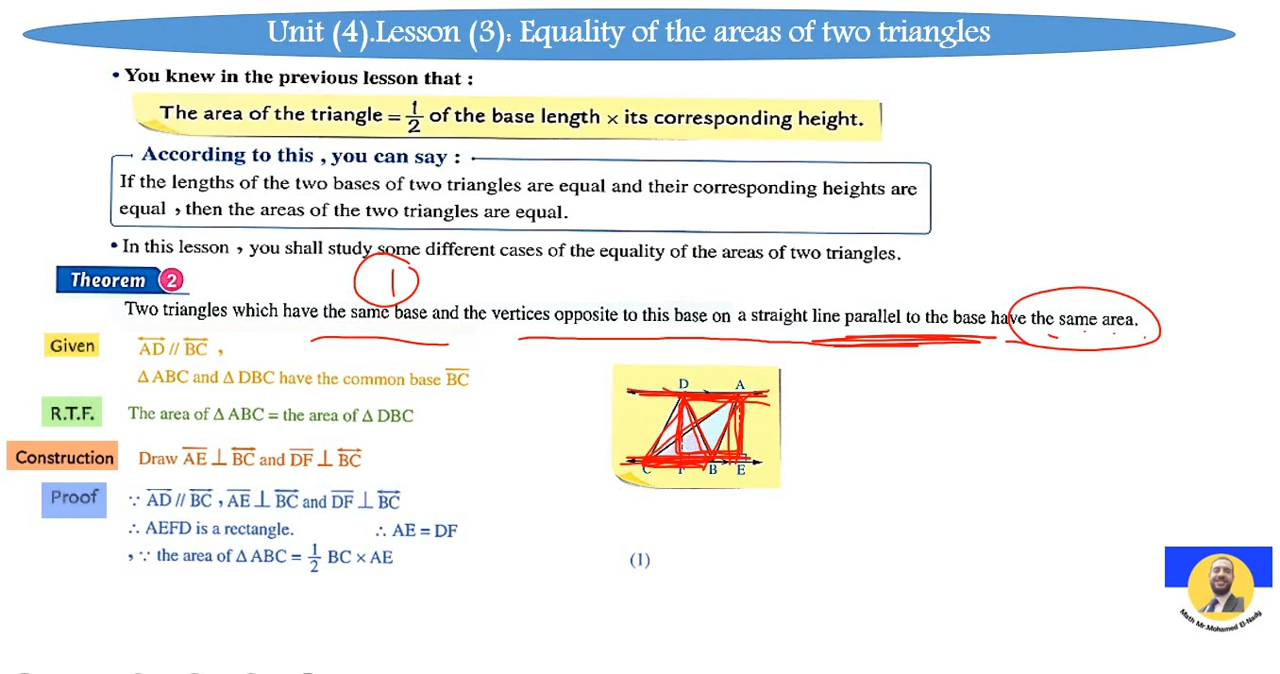 Unit (4).Lesson (3): Equality of the areas of two triangles
• You knew in the previous lesson that :
The area of the triangle = 1/2 of the base length × its corresponding height.
According to this , you can say :
If the lengths of the two bases of two triangles are equal and their corresponding heights are
equal , then the areas of the two triangles are equal.
• In this lesson , you shall study some different cases of the equality of the areas of two triangles.
Theorem 2
1
Two triangles which have the same base and the vertices opposite to this base on a straight line parallel to the base have the same area.
Given AD // BC ,
Δ ABC and Δ DBC have the common base BC
R.T.F. The area of Δ ABC = the area of Δ DBC
Construction Draw AE ⊥ BC and DF ⊥ BC
Proof ∵ AD // BC , AE ⊥ BC and DF ⊥ BC
∴ AEFD is a rectangle. ∴ AE = DF
, ∵ the area of Δ ABC = 1/2 BC × AE (1)
D A
C F B E
Math Mr.Mohamed El-Nady